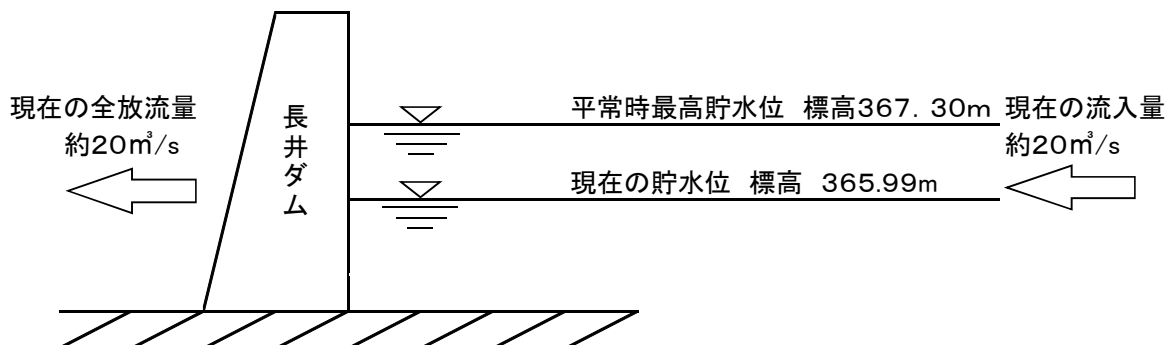 現在の全放流量
約20㎥/s
長井ダム
平常時最高貯水位 標高367. 30m
現在の貯水位 標高 365.99m
現在の流入量
約20㎥/s